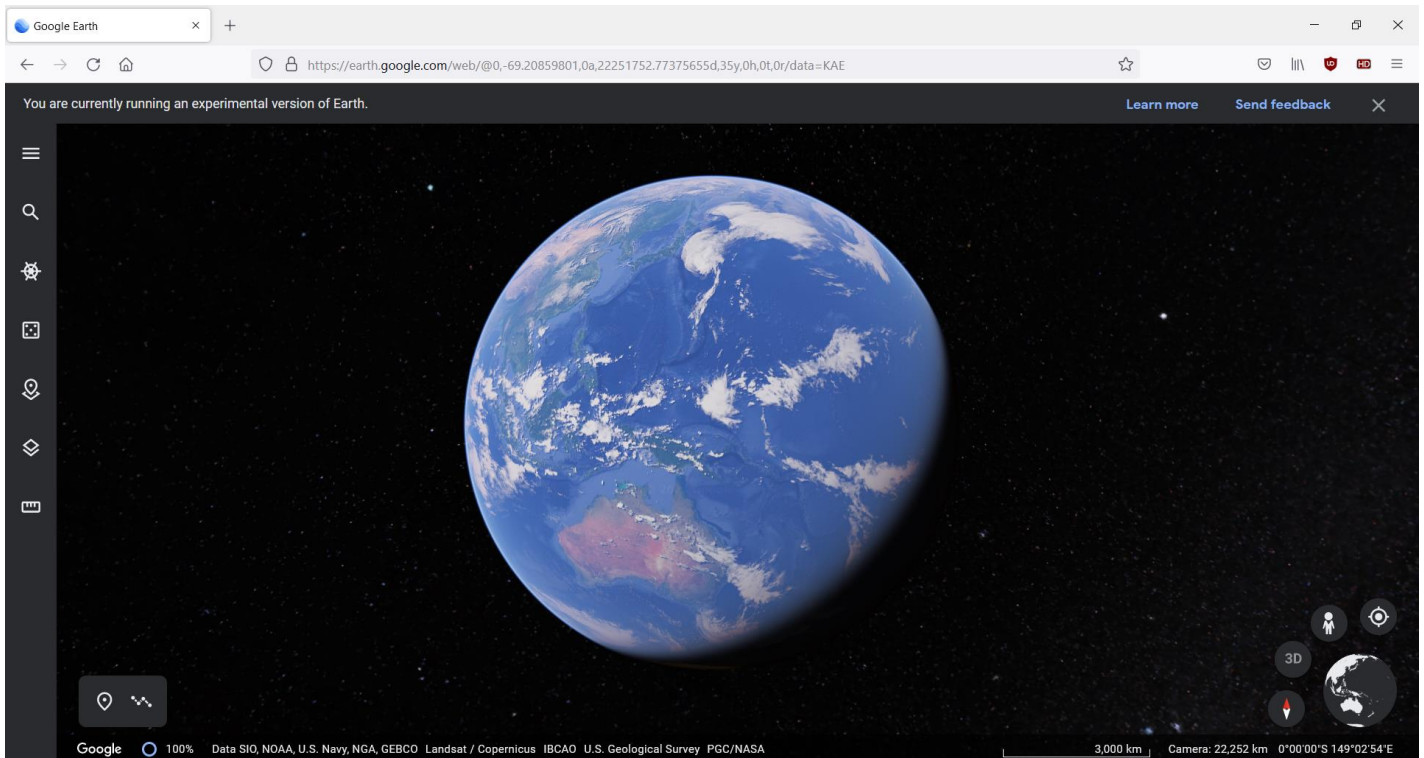 Google Earth
https://earth.google.com/web/@0,-69.20859801,0a,22251752.77375655d,35y,0h,0t,0r/data=KAE
HD
You are currently running an experimental version of Earth.
Learn more
Send feedback
3D
Google
100%
Data SIO, NOAA, U.S. Navy, NGA, GEBCO Landsat / Copernicus IBCAO U.S. Geological Survey PGC/NASA
3,000 km
Camera: 22,252 km 0°00'00"S 149°02'54"E